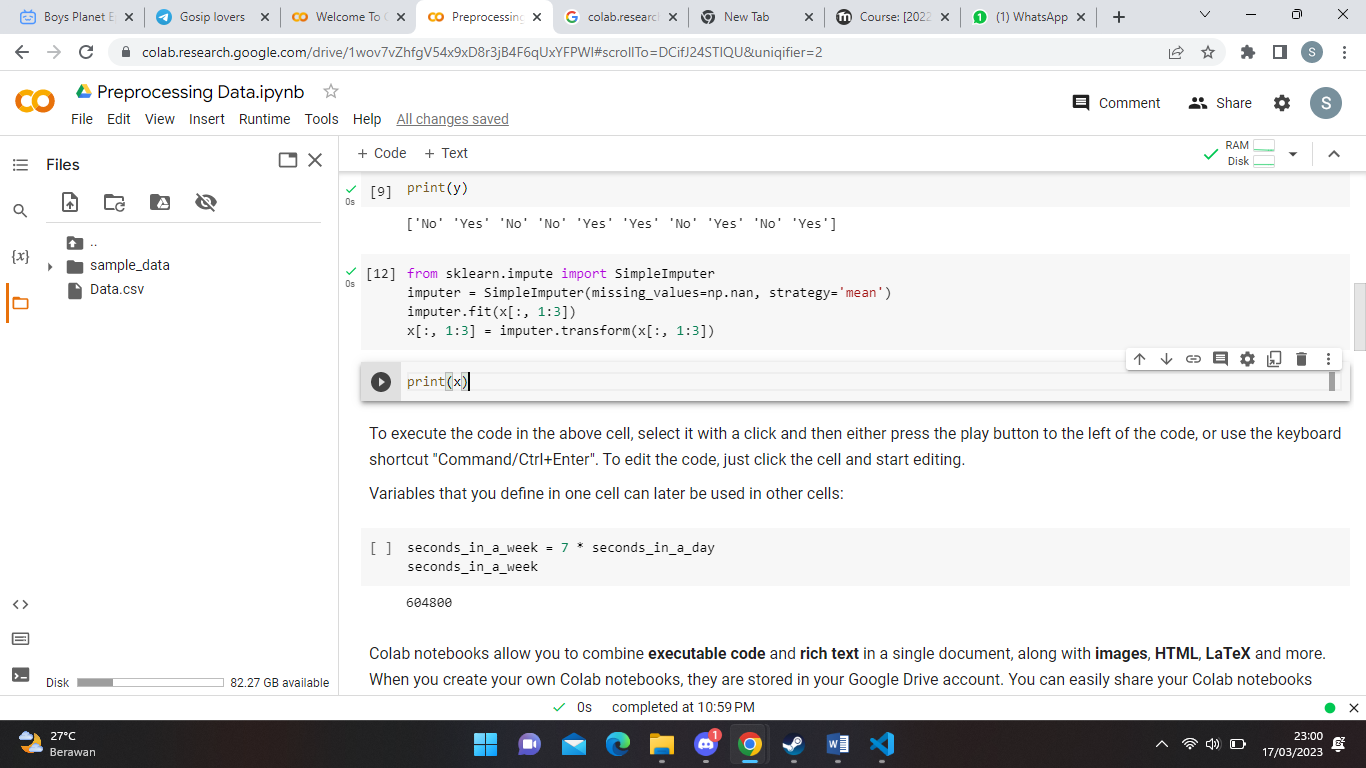 Boys Planet E
Gosip lovers
Welcome To C
Preprocessing
colab.researc
New Tab
Course: [2022
(1) WhatsApp
colab.research.google.com/drive/1wov7vZhfgV54x9xD8r3jB4F6qUxYFPWl#scrollTo=DCifJ24STIQU&uniqifier=2
S
Preprocessing Data.ipynb
File Edit View Insert Runtime Tools Help All changes saved
Comment Share S
Files
+ Code + Text
RAM
Disk
..
sample_data
Data.csv
{x}
[9] print(y)
0s
['No' 'Yes' 'No' 'No' 'Yes' 'Yes' 'No' 'Yes' 'No' 'Yes']
[12] from sklearn.impute import SimpleImputer
0s
imputer = SimpleImputer(missing_values=np.nan, strategy='mean')
imputer.fit(x[:, 1:3])
x[:, 1:3] = imputer.transform(x[:, 1:3])
print(x)
To execute the code in the above cell, select it with a click and then either press the play button to the left of the code, or use the keyboard
shortcut "Command/Ctrl+Enter". To edit the code, just click the cell and start editing.
Variables that you define in one cell can later be used in other cells:
[ ] seconds_in_a_week = 7 * seconds_in_a_day
seconds_in_a_week
604800
Colab notebooks allow you to combine executable code and rich text in a single document, along with images, HTML, LaTeX and more.
When you create your own Colab notebooks, they are stored in your Google Drive account. You can easily share your Colab notebooks
Disk 82.27 GB available
0s completed at 10:59 PM
27°C
Berawan
1
23:00
17/03/2023